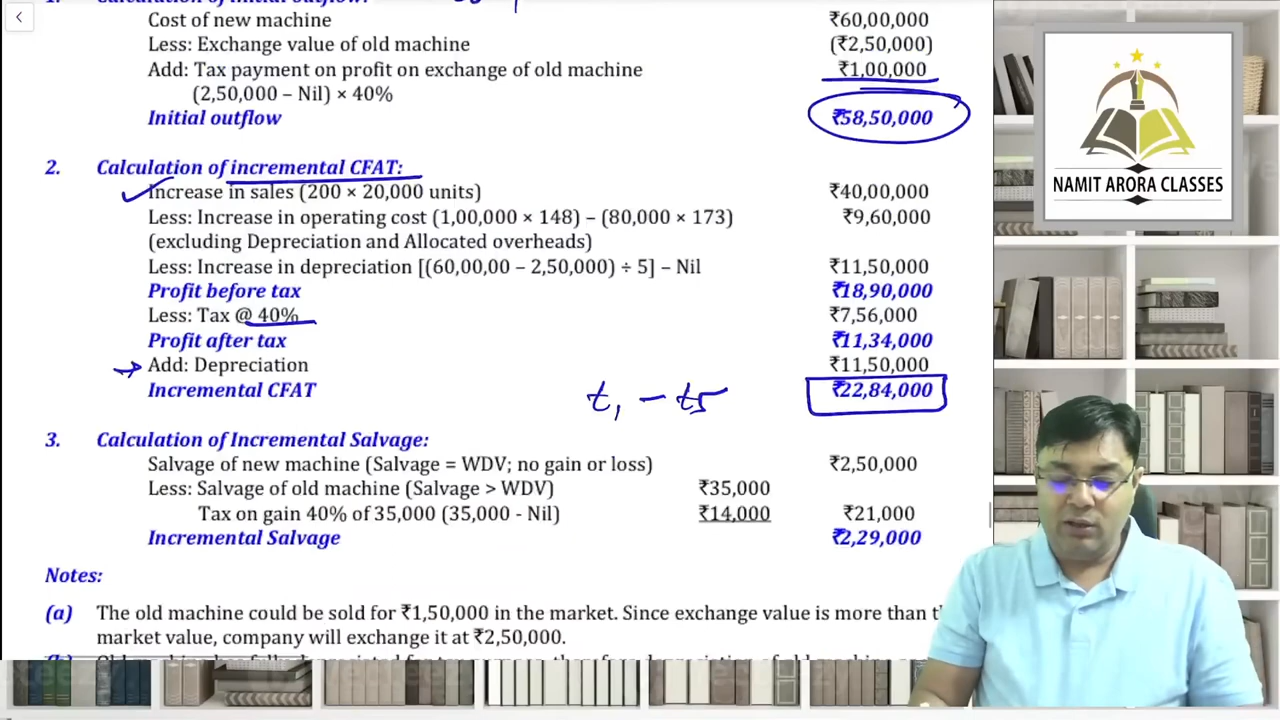 1. Calculation of initial outflow:
Cost of new machine ₹60,00,000
Less: Exchange value of old machine (₹2,50,000)
Add: Tax payment on profit on exchange of old machine ₹1,00,000
(2,50,000 – Nil) × 40%
Initial outflow ₹58,50,000
2. Calculation of incremental CFAT:
Increase in sales (200 × 20,000 units) ₹40,00,000
Less: Increase in operating cost (1,00,000 × 148) – (80,000 × 173) ₹9,60,000
(excluding Depreciation and Allocated overheads)
Less: Increase in depreciation [(60,00,00 – 2,50,000) ÷ 5] – Nil ₹11,50,000
Profit before tax ₹18,90,000
Less: Tax @ 40% ₹7,56,000
Profit after tax ₹11,34,000
Add: Depreciation ₹11,50,000
Incremental CFAT ₹22,84,000
t1 – t5
3. Calculation of Incremental Salvage:
Salvage of new machine (Salvage = WDV; no gain or loss) ₹2,50,000
Less: Salvage of old machine (Salvage > WDV) ₹35,000
Tax on gain 40% of 35,000 (35,000 - Nil) ₹14,000 ₹21,000
Incremental Salvage ₹2,29,000
Notes:
(a) The old machine could be sold for ₹1,50,000 in the market. Since exchange value is more than
market value, company will exchange it at ₹2,50,000.
NAMIT ARORA CLASSES